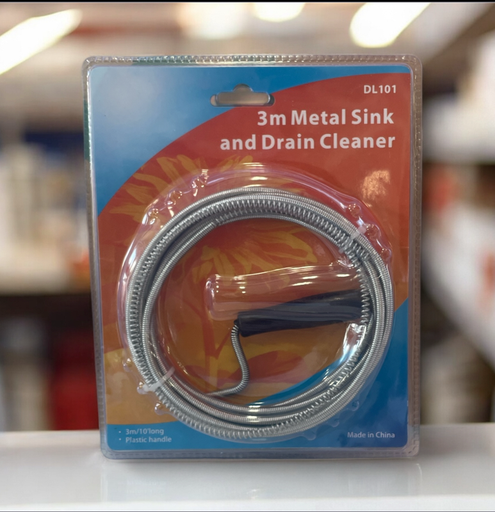 DL101
3m Metal Sink
and Drain Cleaner
• 3m/10'long
• Plastic handle
Made in China